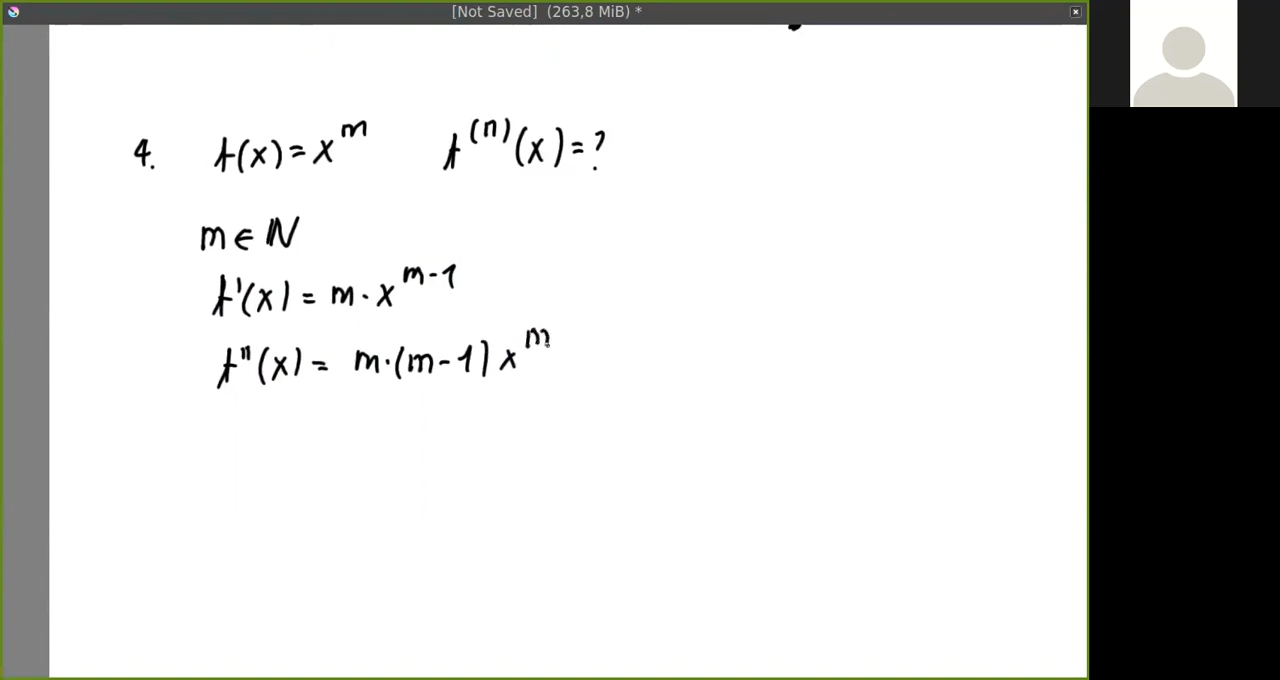 [Not Saved] (263,8 MiB) *
4. f(x) = x^m f^(n)(x) = ?
m ∈ ℕ
f'(x) = m · x^(m-1)
f''(x) = m · (m-1) x^m